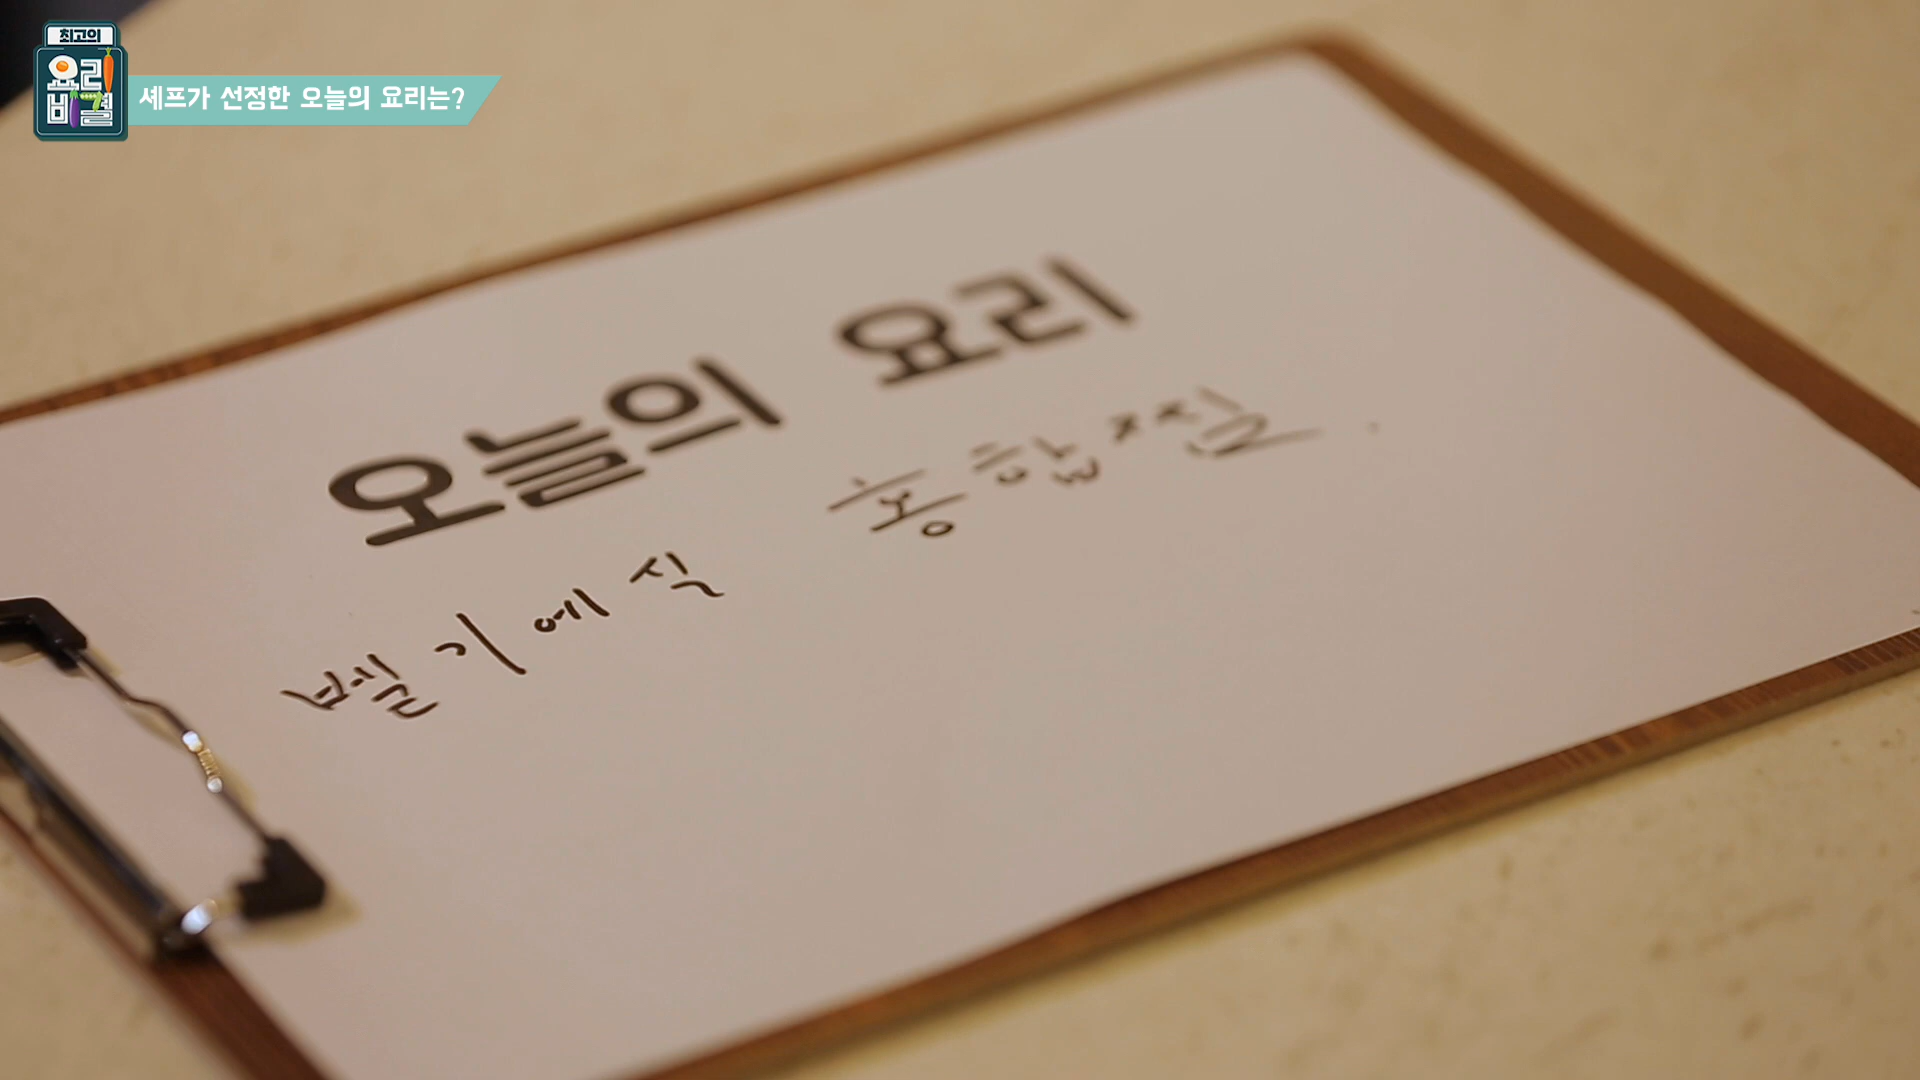 최고의
요리
비결
셰프가 선정한 오늘의 요리는?
오늘의 요리
벨기에식 홍합찜.